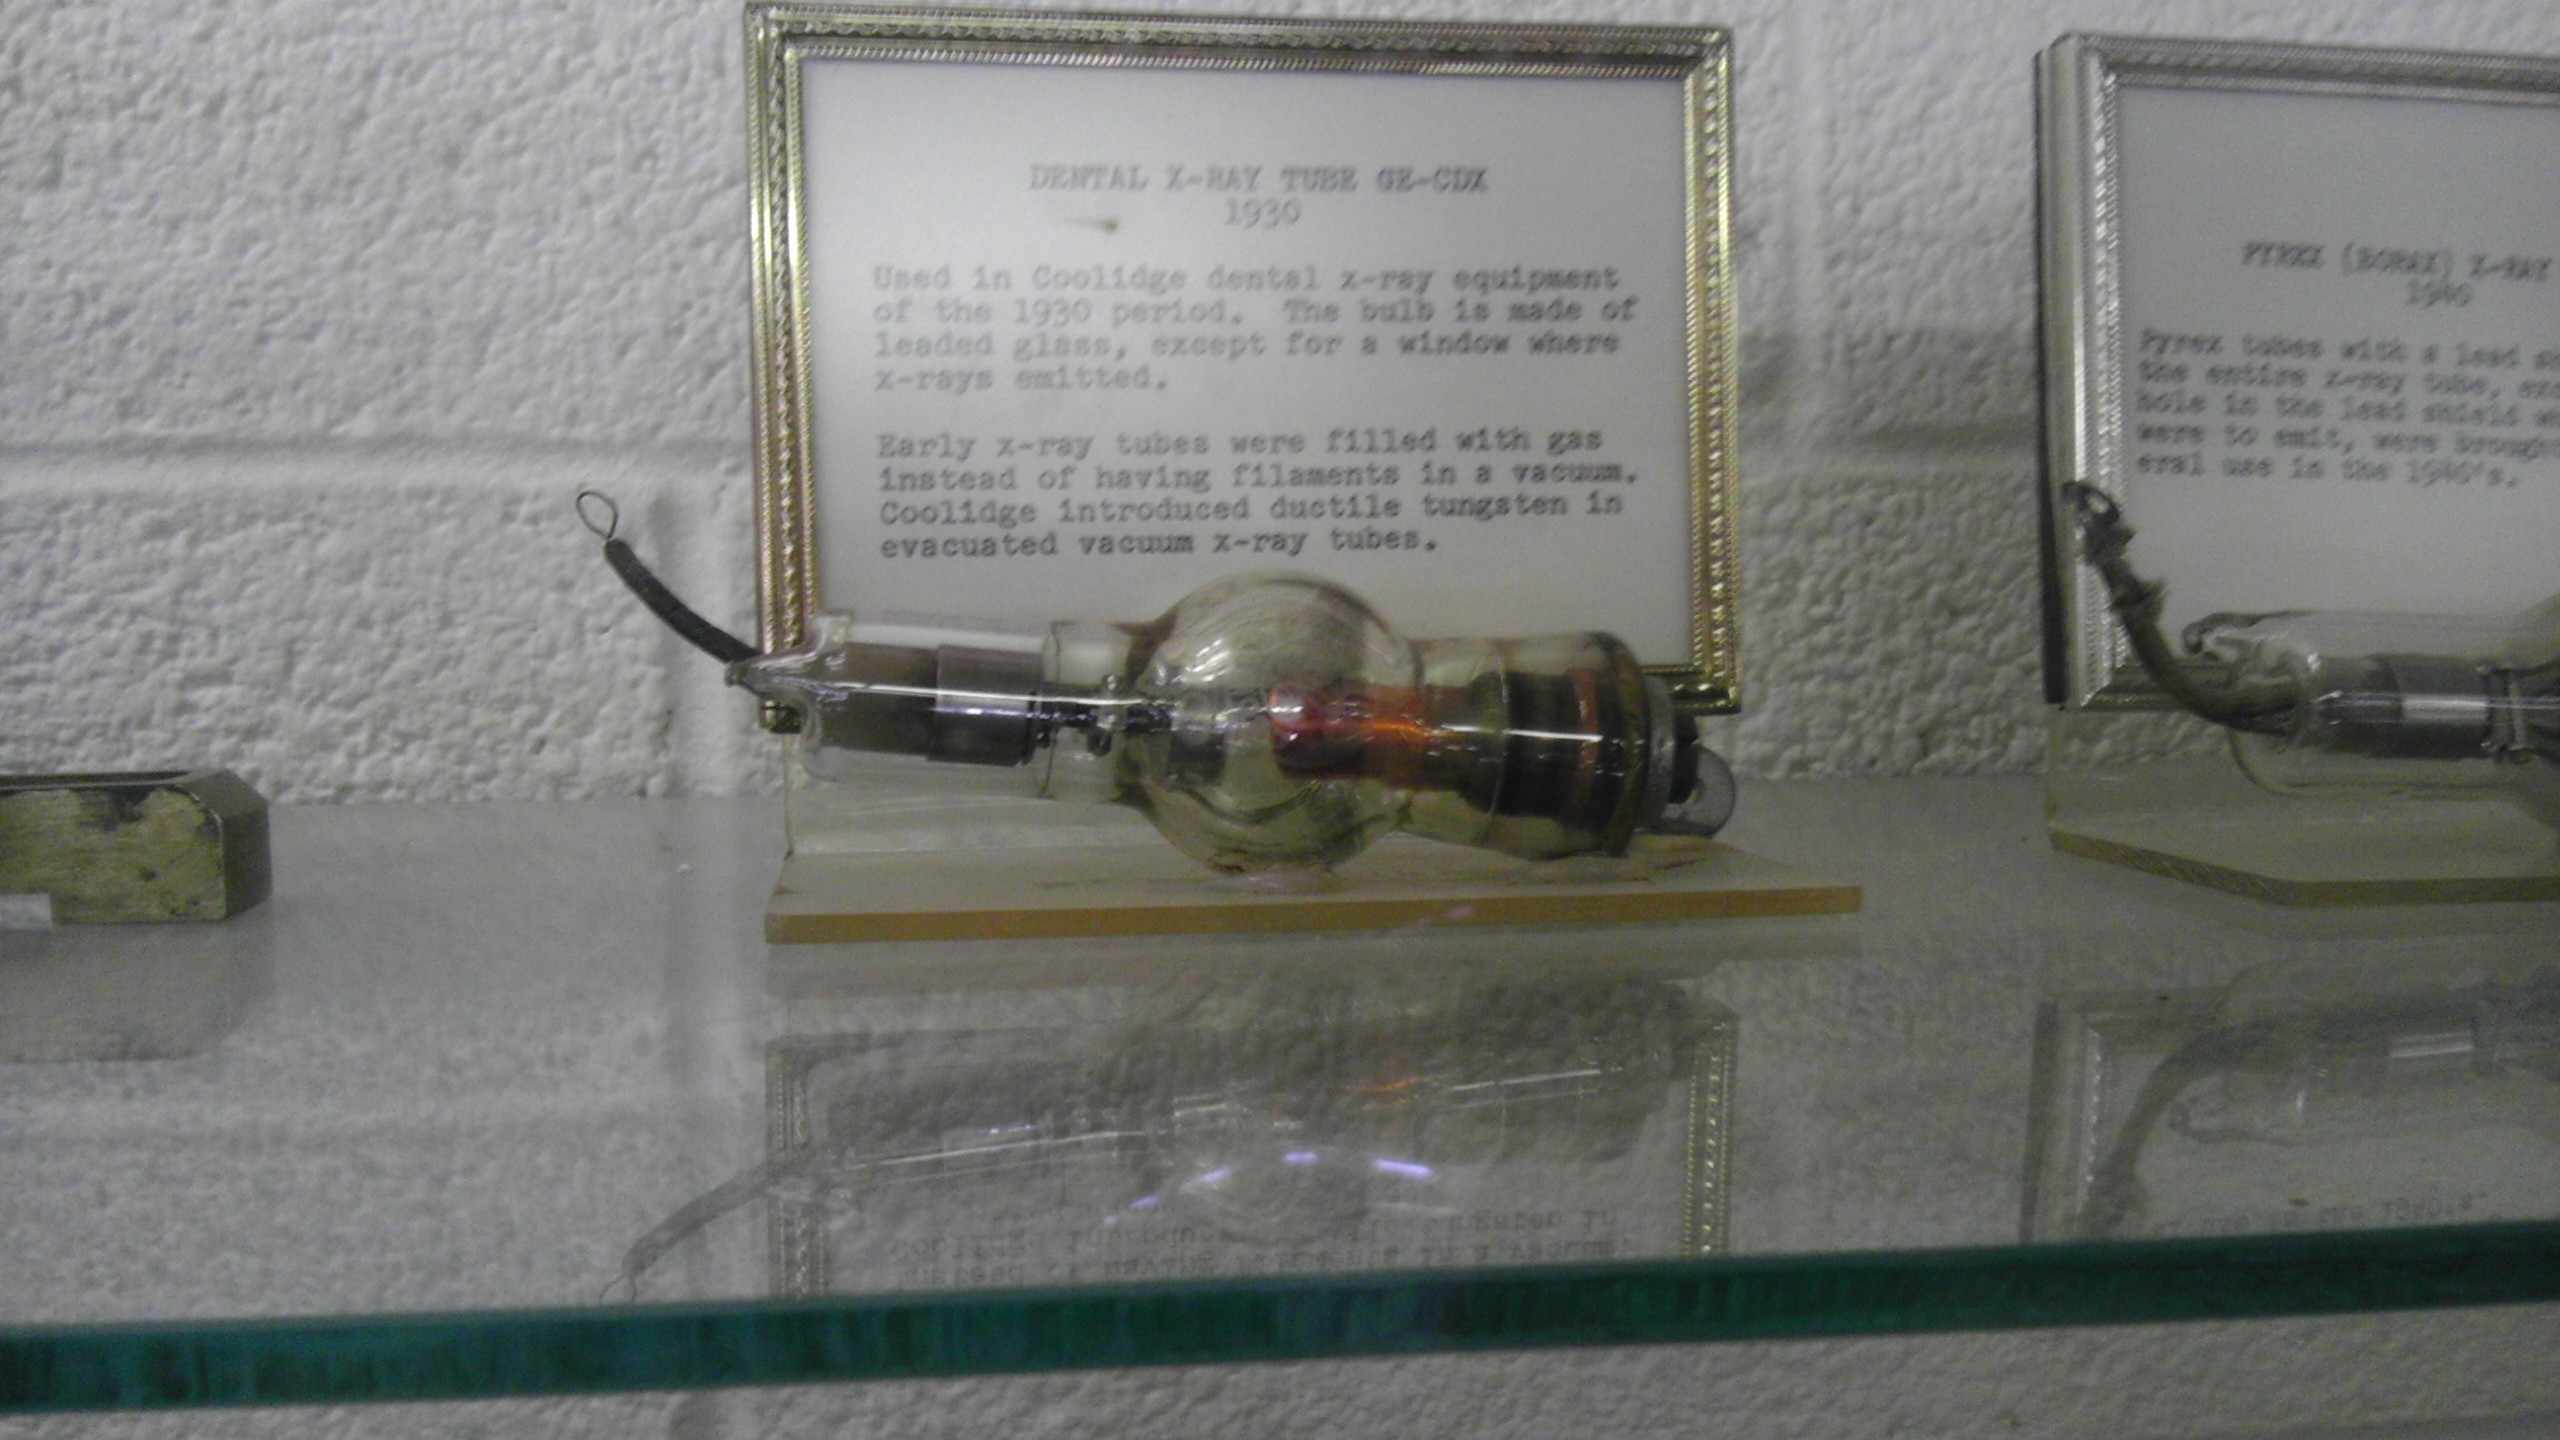 DENTAL X-RAY TUBE GE-CDX
1930
Used in Coolidge dental x-ray equipment
of the 1930 period. The bulb is made of
leaded glass, except for a window where
x-rays emitted.
Early x-ray tubes were filled with gas
instead of having filaments in a vacuum.
Coolidge introduced ductile tungsten in
evacuated vacuum x-ray tubes.
PYREX (BORAX) X-RAY
1940
Pyrex tubes with a lead
the entire x-ray tube,
hole in the lead shield
were to emit, were
eral use in the 1940's.